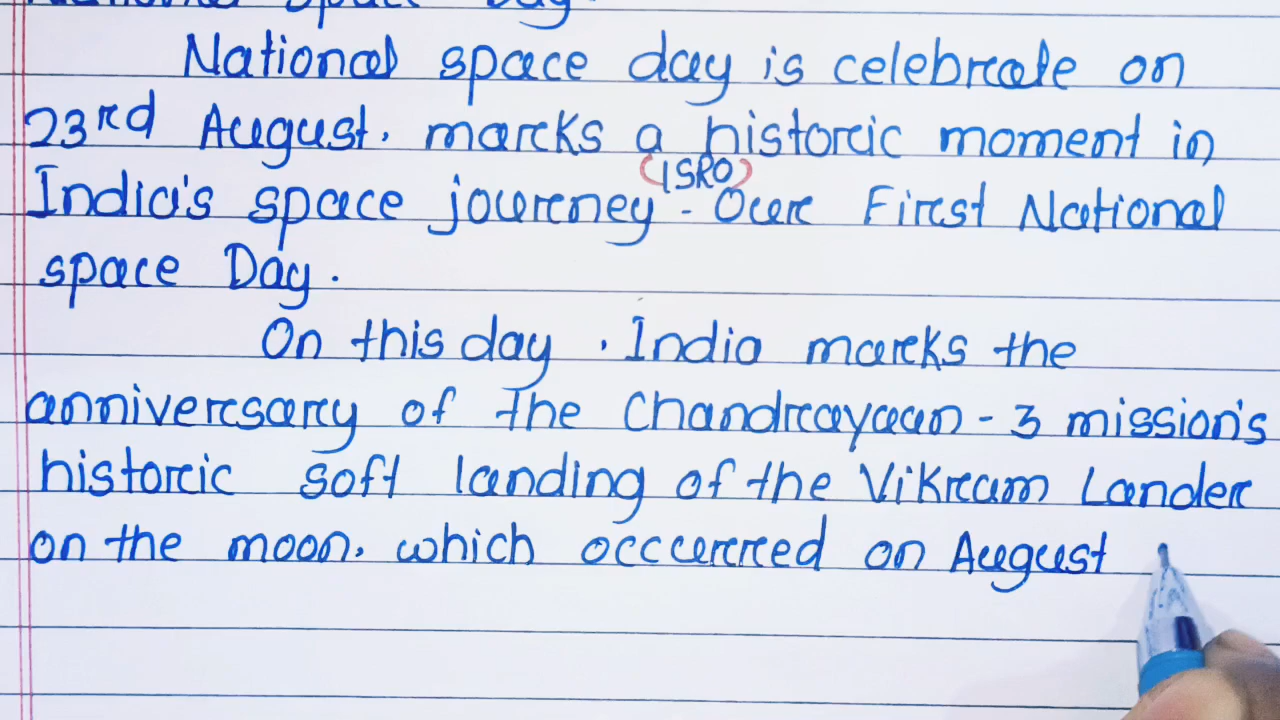 National space day is celebrate on
23rd August. marks a historic moment in
(ISRO)
India's space journey - Our First National
space Day.
On this day . India marks the
anniversary of the Chandrayaan - 3 mission's
historic soft landing of the Vikram Lander
on the moon. which occurred on August